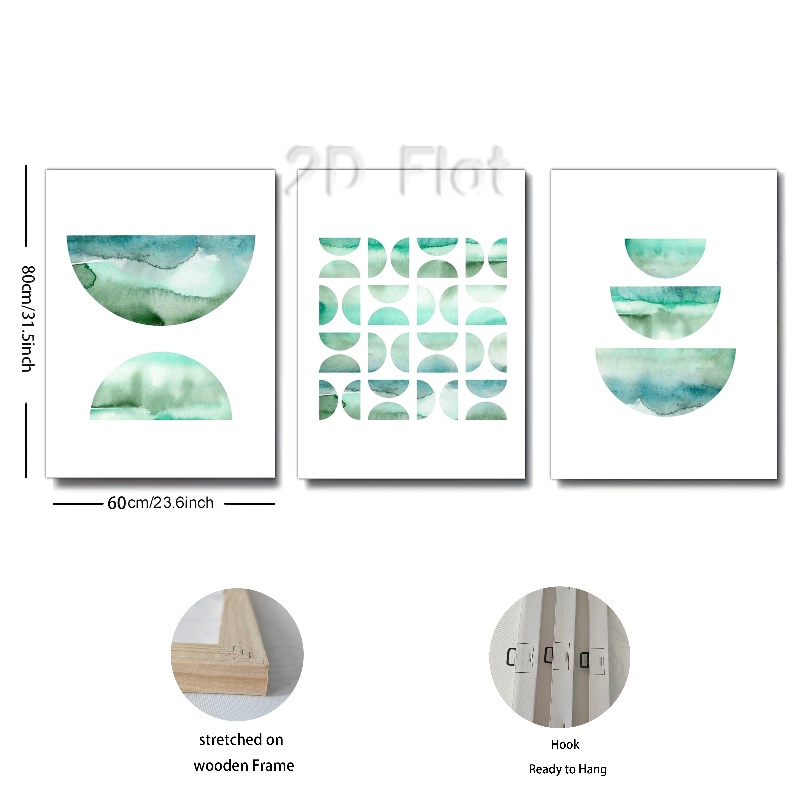 2D Flat
80cm/31.5inch
60cm/23.6inch
stretched on
wooden Frame
Hook
Ready to Hang